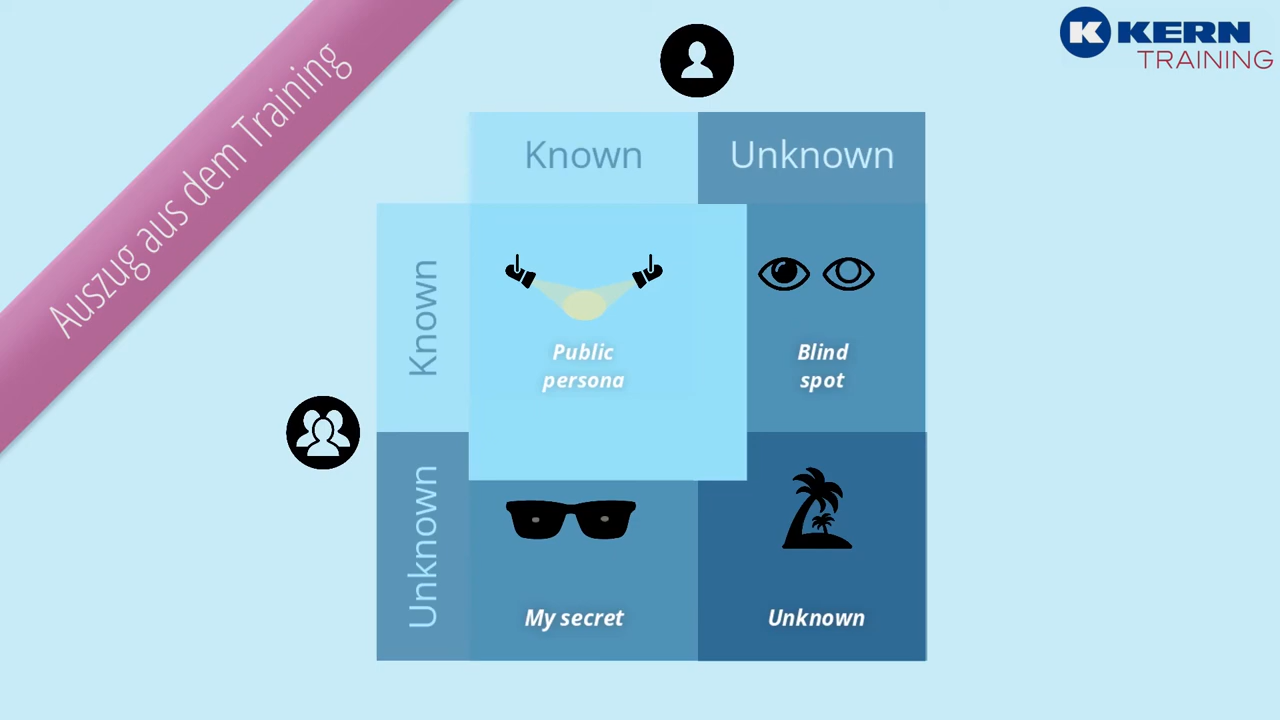 Auszug aus dem Training
K KERN
TRAINING
Known
Unknown
Known
Public
persona
Blind
spot
Unknown
My secret
Unknown